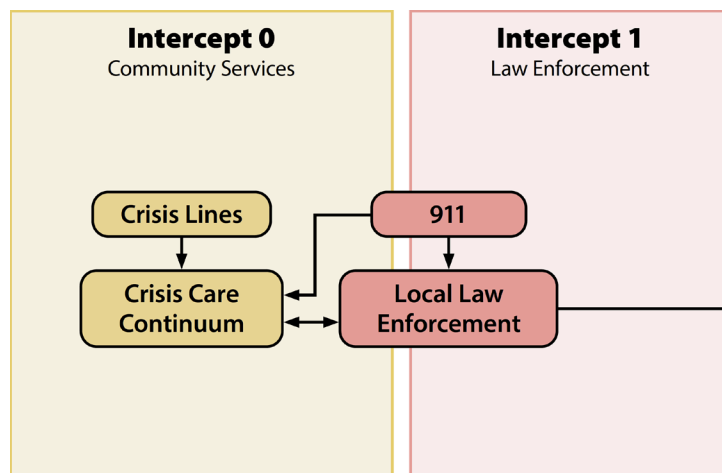 Intercept 0
Community Services
Intercept 1
Law Enforcement
Crisis Lines
911
Crisis Care
Continuum
Local Law
Enforcement